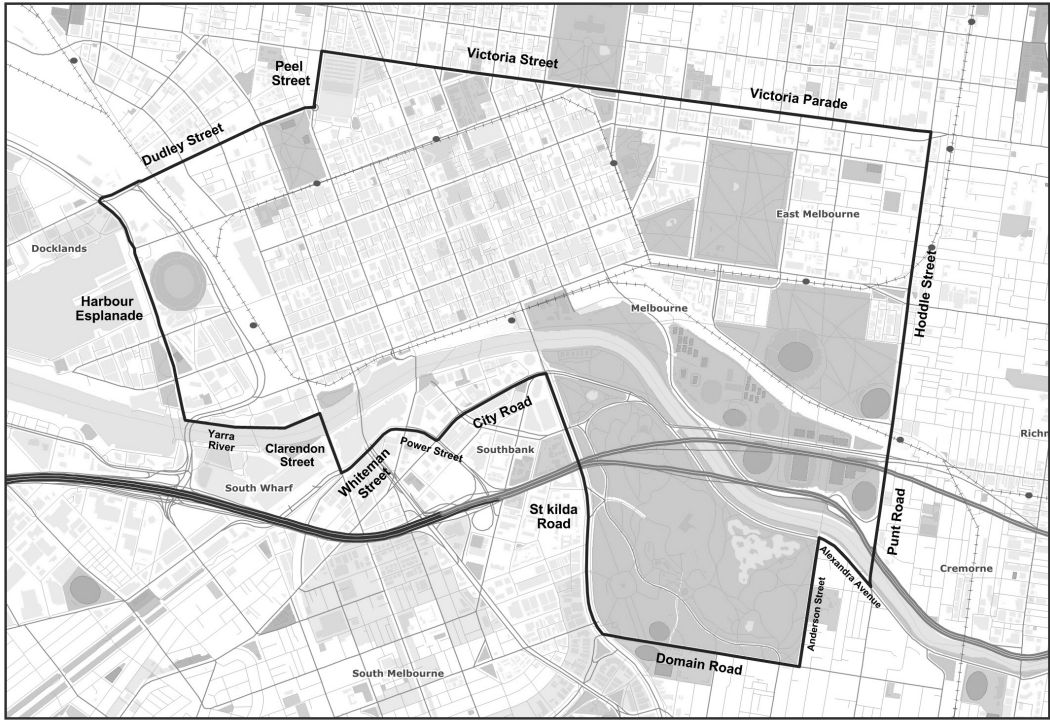 Victoria Street
Peel
Street
Victoria Parade
Dudley Street
East Melbourne
Docklands
Hoddle Street
Harbour
Esplanade
Melbourne
City Road
Yarra
River
Clarendon
Street
Power Street
Southbank
Richm
Whiteman
Street
South Wharf
St kilda
Road
Punt Road
Alexandra Avenue
Cremorne
Anderson Street
Domain Road
South Melbourne